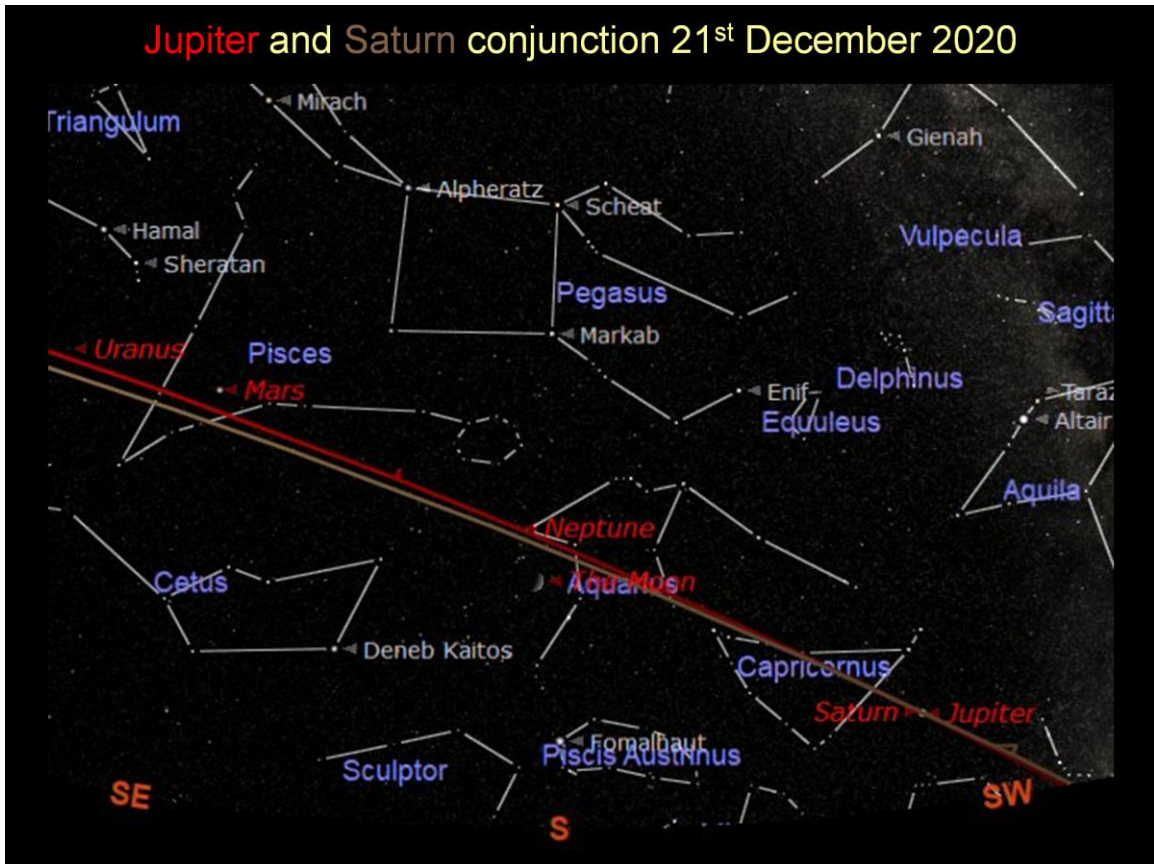 Jupiter and Saturn conjunction 21st December 2020
Mirach
Triangulum
Gienah
Alpheratz
Scheat
Hamal
Vulpecula
Sheratan
Pegasus
Sagitta
Markab
Uranus
Pisces
Mars
Enif
Delphinus
Taraz
Equuleus
Altair
Aquila
Neptune
Cetus
The Moon
Aquarius
Deneb Kaitos
Capricornus
Saturn
Jupiter
Fomalhaut
Piscis Austrinus
Sculptor
SE
S
SW